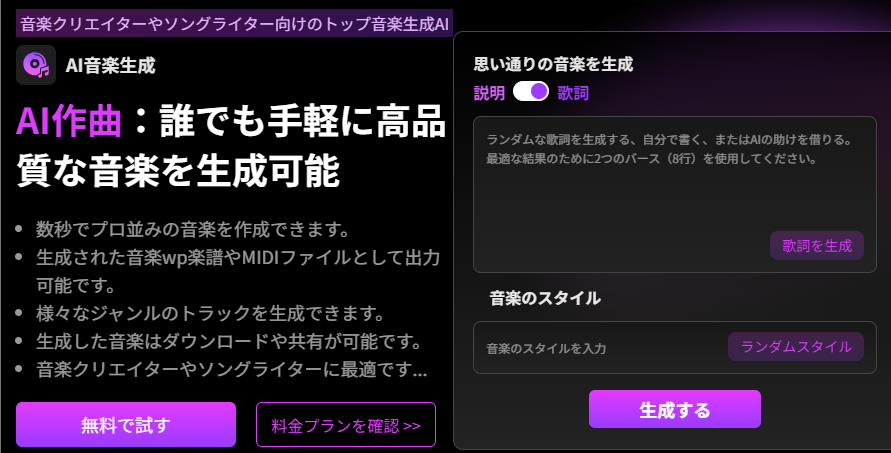 音楽クリエイターやソングライター向けのトップ音楽生成AI
AI音楽生成
AI作曲：誰でも手軽に高品
質な音楽を生成可能
数秒でプロ並みの音楽を作成できます。
生成された音楽wp楽譜やMIDIファイルとして出力
可能です。
様々なジャンルのトラックを生成できます。
生成した音楽はダウンロードや共有が可能です。
音楽クリエイターやソングライターに最適です...
無料で試す
料金プランを確認 >>
思い通りの音楽を生成
説明 歌詞
ランダムな歌詞を生成する、自分で書く、またはAIの助けを借りる。
最適な結果のために2つのバース（8行）を使用してください。
歌詞を生成
音楽のスタイル
音楽のスタイルを入力 ランダムスタイル
生成する